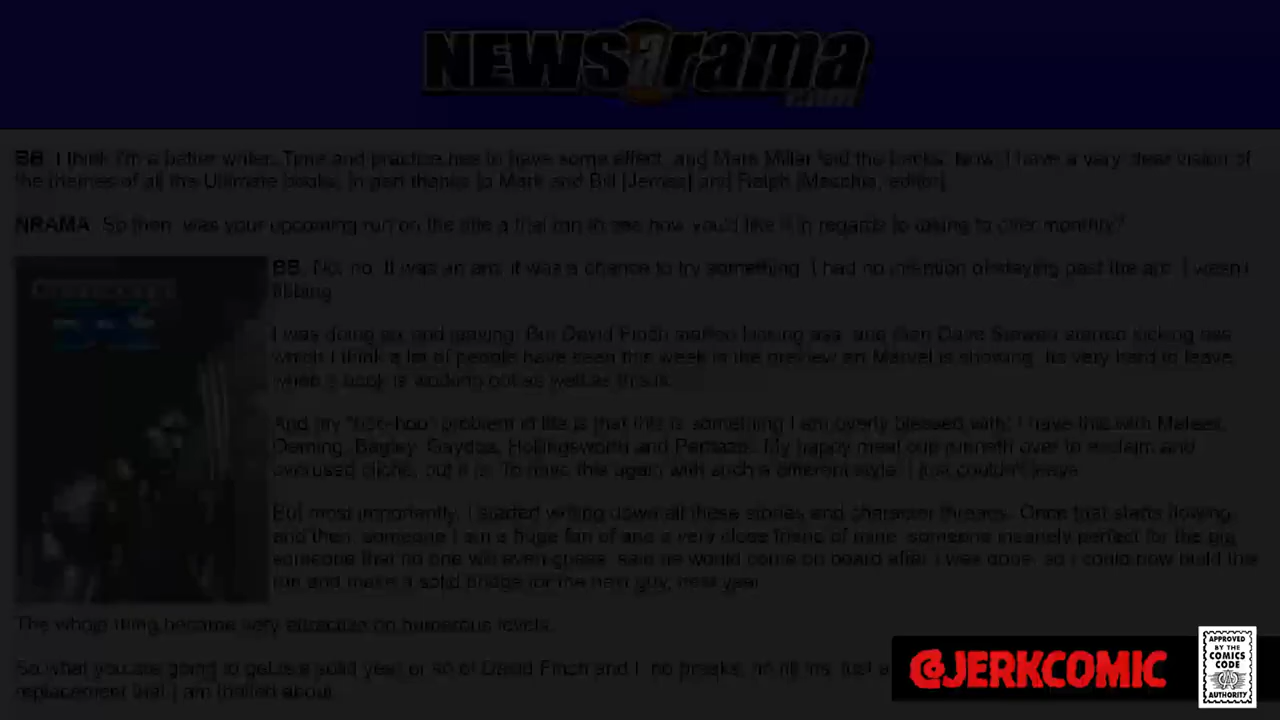 NEWSarama.com
BB: I think I'm a better writer. Time and practice has to have some effect, and Mark Millar laid the tracks. Now, I have a very clear vision of
the themes of all the Ultimate books, in part thanks to Mark and Bill [Jemas] and Ralph [Macchio, editor].
NRAMA: So then, was your upcoming run on the title a trial run to see how you'd like it in regards to taking to over monthly?
BB: No, no. It was an arc, it was a chance to try something. I had no intention of staying past the arc. I wasn't
fibbing.
I was doing six and leaving. But David Finch started kicking ass, and then Dave Stewart started kicking ass,
which I think a lot of people have seen this week in the preview art Marvel is showing. Its very hard to leave
when a book is working out as well as this is.
And my "boo-hoo" problem in life is that this is something I am overly blessed with. I have this with Maleev,
Oeming, Bagley, Gaydos, Hollingsworth and Pantazis. My happy meal cup runneth over to exclaim and
overused cliché, but it is. To have this again with such a different style, I just couldn't leave.
But most importantly, I started writing down all these stories and character threads. Once that starts flowing,
and then, someone I am a huge fan of and a very close friend of mine, someone insanely perfect for the gig,
someone that no one will even guess, said he would come on board after I was done, so I could now build this
run and make a solid bridge for the next guy, next year.
The whole thing became very attractive on numerous levels.
So what you are going to get is a solid year or so of David Finch and I, no breaks, no fill ins, just a
replacement that I am thrilled about.
@JERKCOMIC
APPROVED
BY THE
COMICS
CODE
AUTHORITY